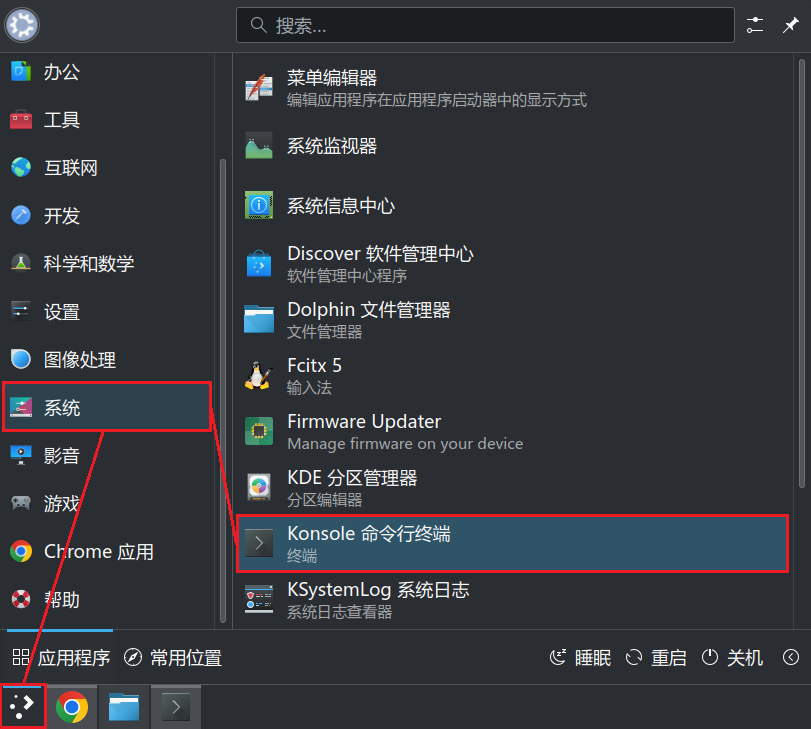 搜索...
办公
工具
互联网
开发
科学和数学
设置
图像处理
系统
影音
游戏
Chrome 应用
帮助
菜单编辑器
编辑应用程序在应用程序启动器中的显示方式
系统监视器
系统信息中心
Discover 软件管理中心
软件管理中心程序
Dolphin 文件管理器
文件管理器
Fcitx 5
输入法
Firmware Updater
Manage firmware on your device
KDE 分区管理器
分区编辑器
Konsole 命令行终端
终端
KSystemLog 系统日志
系统日志查看器
应用程序
常用位置
睡眠
重启
关机